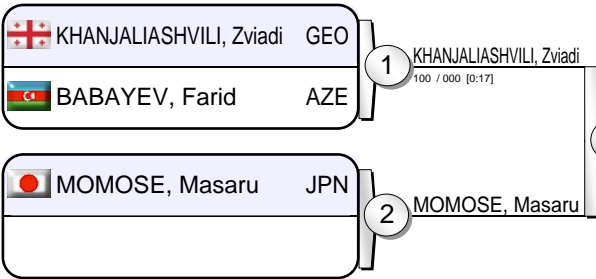 KHANJALIASHVILI, Zviadi GEO
BABAYEV, Farid AZE
1
KHANJALIASHVILI, Zviadi
100 / 000 [0:17]
MOMOSE, Masaru JPN
2
MOMOSE, Masaru